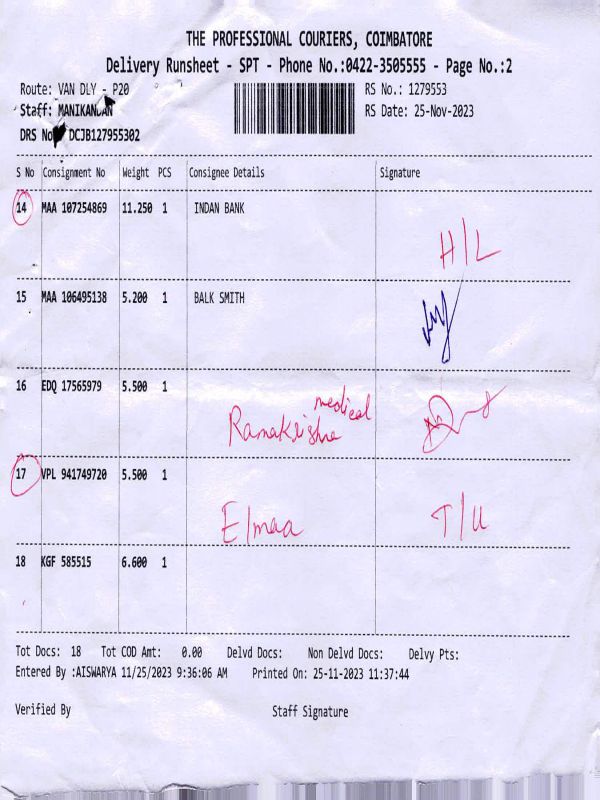 THE PROFESSIONAL COURIERS, COIMBATORE
Delivery Runsheet - SPT - Phone No.:0422-3505555 - Page No.:2
Route: VAN DLY - P20 RS No.: 1279553
Staff: MANIKANDAN RS Date: 25-Nov-2023
DRS No DCJB127955302
S No Consignment No Weight PCS Consignee Details Signature
14 MAA 107254869 11.250 1 INDAN BANK
H/L
15 MAA 106495138 5.200 1 BALK SMITH
16 EDQ 17565979 5.500 1
medical
Ramakrishna
17 VPL 941749720 5.500 1
Elmaa T/U
18 KGF 585515 6.600 1
Tot Docs: 18 Tot COD Amt: 0.00 Delvd Docs: Non Delvd Docs: Delvy Pts:
Entered By :AISWARYA 11/25/2023 9:36:06 AM Printed On: 25-11-2023 11:37:44
Verified By Staff Signature